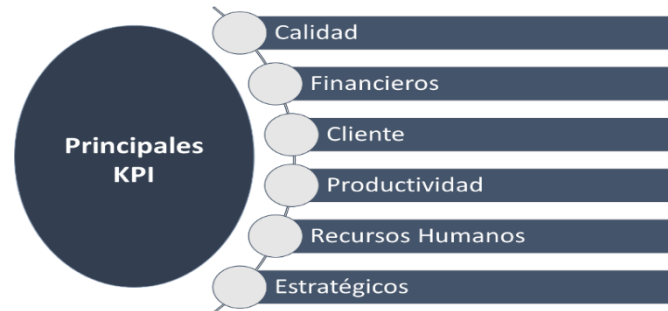 Principales
KPI
Calidad
Financieros
Cliente
Productividad
Recursos Humanos
Estratégicos